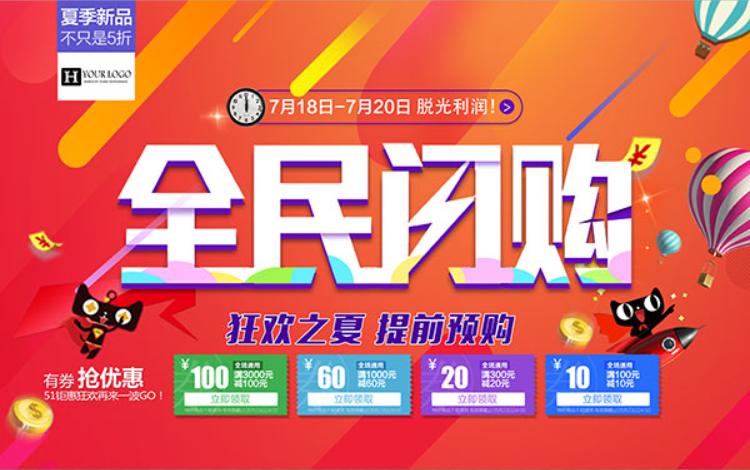 夏季新品
不只是5折
H YOUR LOGO
7月18日-7月20日 脱光利润!
全民闪购
狂欢之夏 提前预购
有券 抢优惠
51钜惠狂欢再来一波GO!
¥100 全场通用 满3000元 减100元
立即领取
¥60 全场通用 满1000元 减60元
立即领取
¥20 全场通用 满300元 减20元
立即领取
¥10 全场通用 满100元 减10元
立即领取